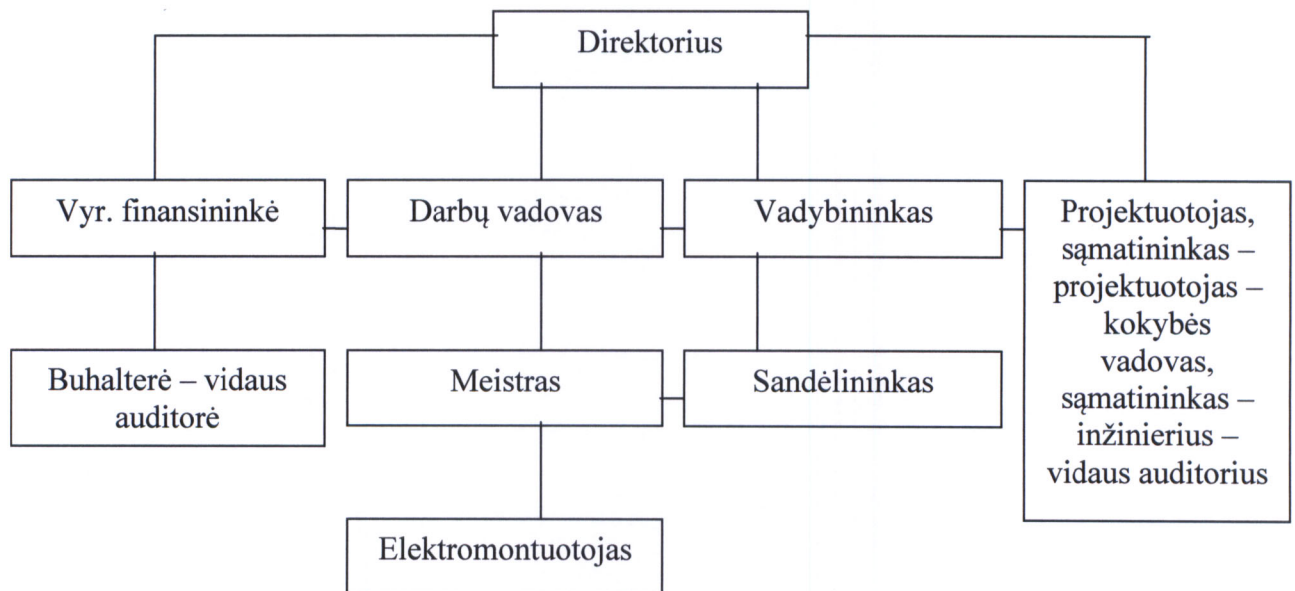 Direktorius
Vyr. finansininkė
Darbų vadovas
Vadybininkas
Projektuotojas,
sąmatininkas –
projektuotojas –
kokybės
vadovas,
sąmatininkas –
inžinierius –
vidaus auditorius
Buhalterė – vidaus
auditorė
Meistras
Sandėlininkas
Elektromontuotojas